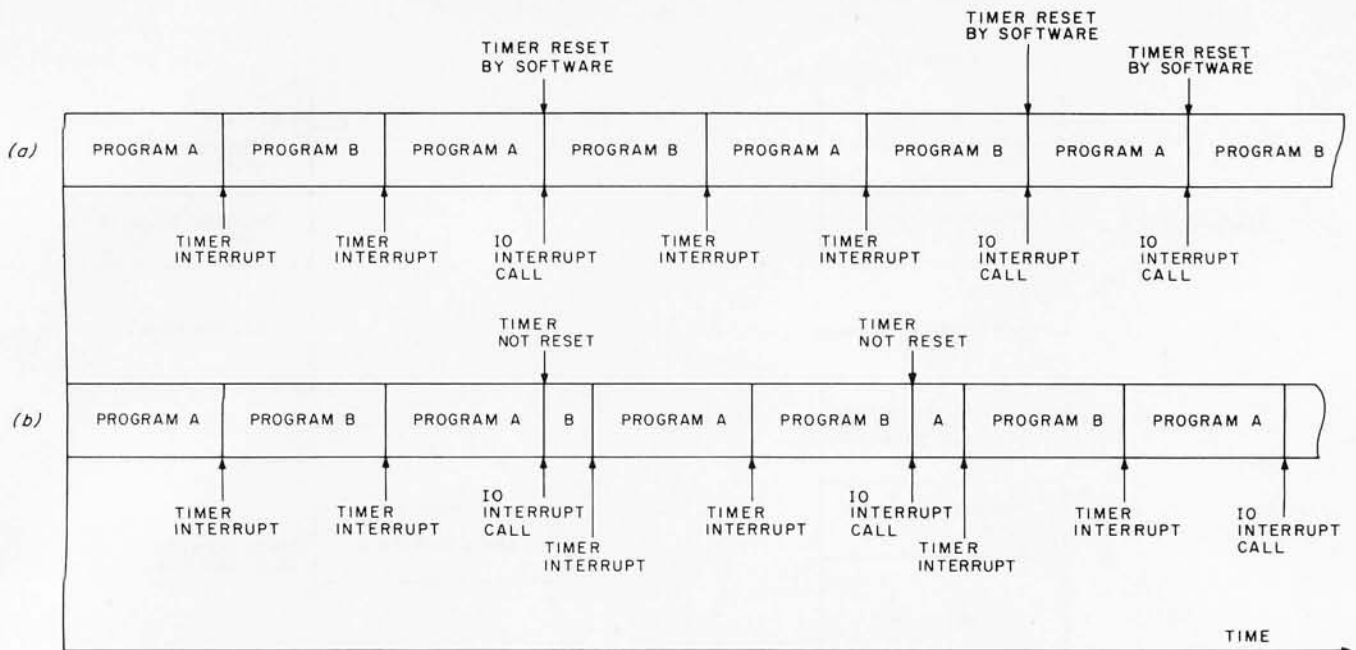 TIMER RESET
BY SOFTWARE
TIMER RESET
BY SOFTWARE
TIMER RESET
BY SOFTWARE
(a)
PROGRAM A
PROGRAM B
PROGRAM A
PROGRAM B
PROGRAM A
PROGRAM B
PROGRAM A
PROGRAM B
TIMER
INTERRUPT
TIMER
INTERRUPT
IO
INTERRUPT
CALL
TIMER
INTERRUPT
TIMER
INTERRUPT
IO
INTERRUPT
CALL
IO
INTERRUPT
CALL
TIMER
NOT RESET
TIMER
NOT RESET
(b)
PROGRAM A
PROGRAM B
PROGRAM A
B
PROGRAM A
PROGRAM B
A
PROGRAM B
PROGRAM A
TIMER
INTERRUPT
TIMER
INTERRUPT
IO
INTERRUPT
CALL
TIMER
INTERRUPT
TIMER
INTERRUPT
IO
INTERRUPT
CALL
TIMER
INTERRUPT
TIMER
INTERRUPT
IO
INTERRUPT
CALL
TIME